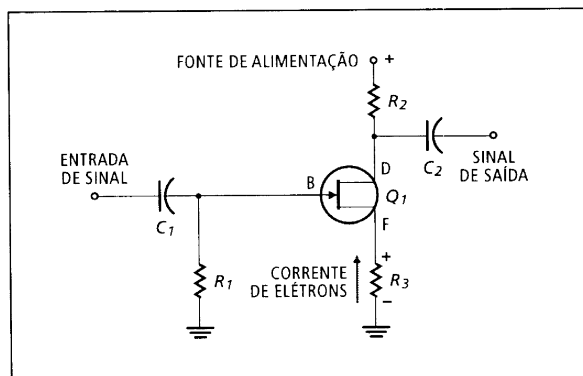 FONTE DE ALIMENTAÇÃO +
R2
ENTRADA
DE SINAL
C1
B
D
Q1
F
C2
SINAL
DE SAÍDA
R1
CORRENTE
DE ELÉTRONS
+
R3
–